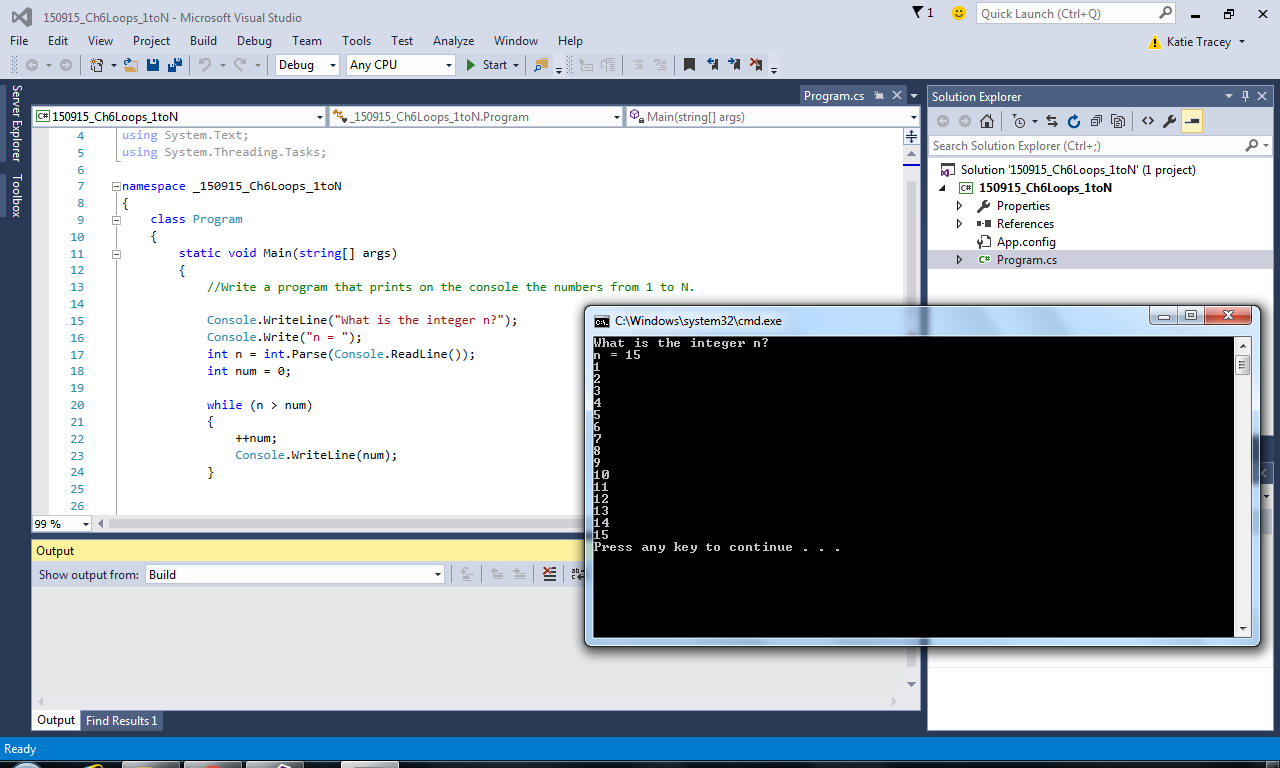 150915_Ch6Loops_1toN - Microsoft Visual Studio
1
Quick Launch (Ctrl+Q)
File Edit View Project Build Debug Team Tools Test Analyze Window Help
Katie Tracey
Debug
Any CPU
Start
Server Explorer
Toolbox
Program.cs
150915_Ch6Loops_1toN
_150915_Ch6Loops_1toN.Program
Main(string[] args)
4 using System.Text;
5 using System.Threading.Tasks;
6
7 namespace _150915_Ch6Loops_1toN
8 {
9 class Program
10 {
11 static void Main(string[] args)
12 {
13 //Write a program that prints on the console the numbers from 1 to N.
14
15 Console.WriteLine("What is the integer n?");
16 Console.Write("n = ");
17 int n = int.Parse(Console.ReadLine());
18 int num = 0;
19
20 while (n > num)
21 {
22 ++num;
23 Console.WriteLine(num);
24 }
25
26
99 %
Output
Show output from: Build
Output Find Results 1
Ready
Solution Explorer
Search Solution Explorer (Ctrl+;)
Solution '150915_Ch6Loops_1toN' (1 project)
C# 150915_Ch6Loops_1toN
Properties
References
App.config
C# Program.cs
C:\Windows\system32\cmd.exe
What is the integer n?
n = 15
1
2
3
4
5
6
7
8
9
10
11
12
13
14
15
Press any key to continue . . .